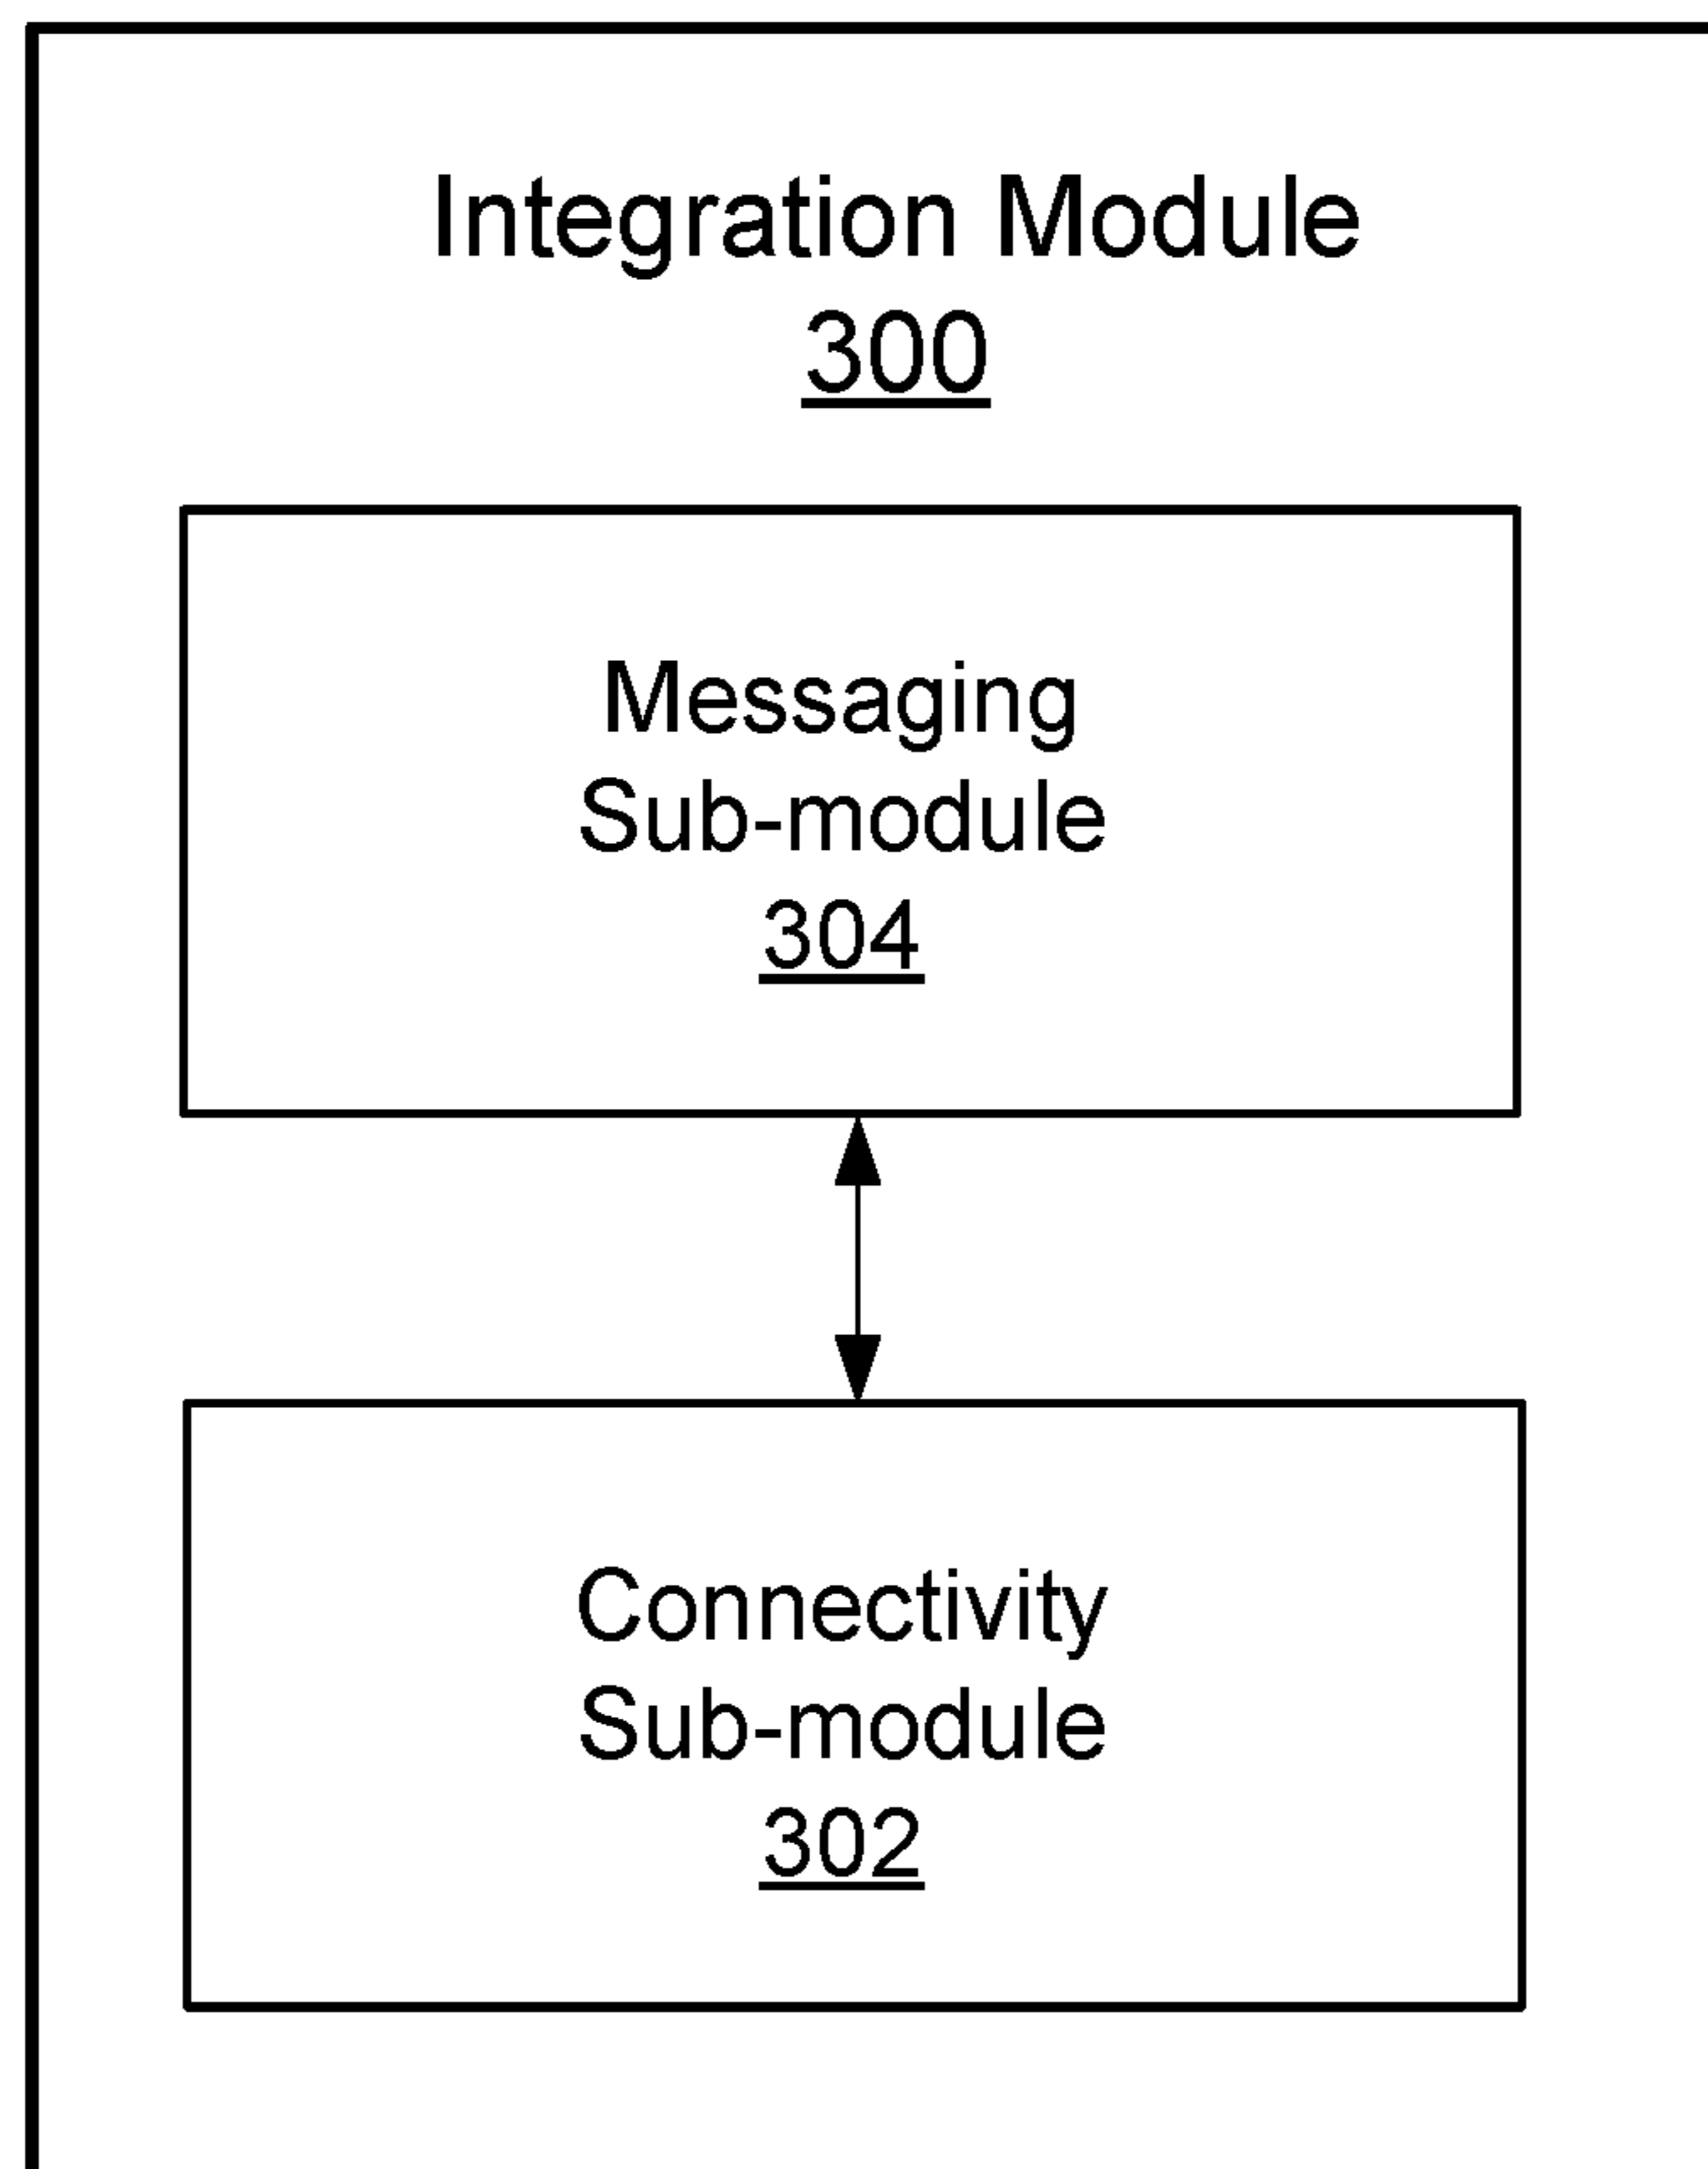 Integration Module
300
Messaging
Sub-module
304
Connectivity
Sub-module
302